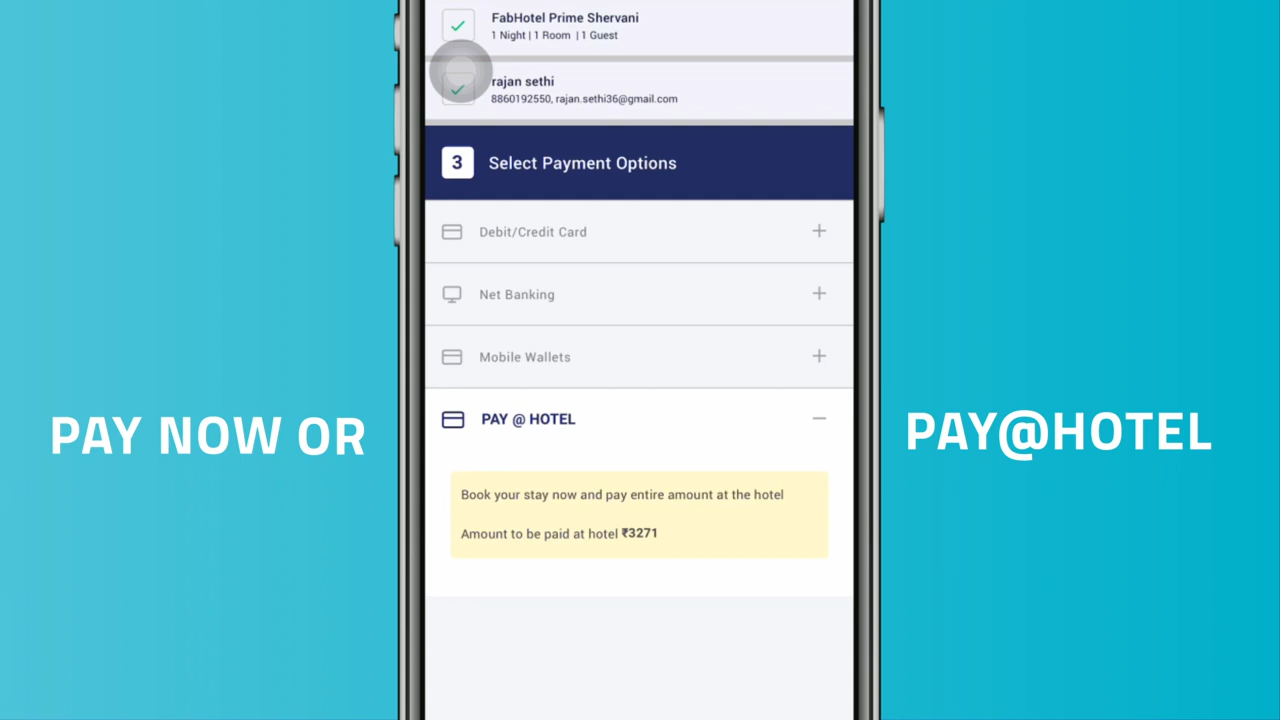 FabHotel Prime Shervani
1 Night | 1 Room | 1 Guest
rajan sethi
8860192550, rajan.sethi36@gmail.com
3 Select Payment Options
Debit/Credit Card
Net Banking
Mobile Wallets
PAY @ HOTEL
PAY NOW OR
PAY@HOTEL
Book your stay now and pay entire amount at the hotel
Amount to be paid at hotel ₹3271